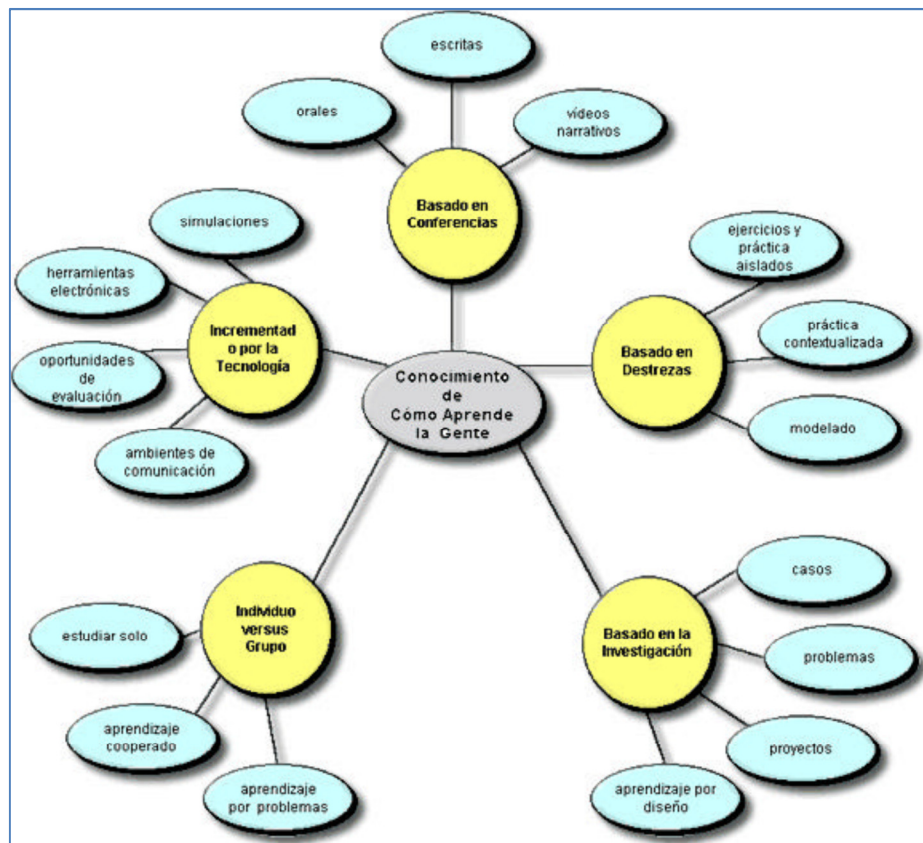 escritas
orales
vídeos
narrativos
Basado en
Conferencias
simulaciones
herramientas
electrónicas
oportunidades
de
evaluación
ambientes de
comunicación
Incrementad
o por la
Tecnología
Conocimiento
de
Cómo Aprende
la Gente
ejercicios y
práctica
aislados
práctica
contextualizada
modelado
Basado en
Destrezas
Individuo
versus
Grupo
estudiar solo
aprendizaje
cooperado
aprendizaje
por problemas
Basado en la
Investigación
casos
problemas
proyectos
aprendizaje por
diseño